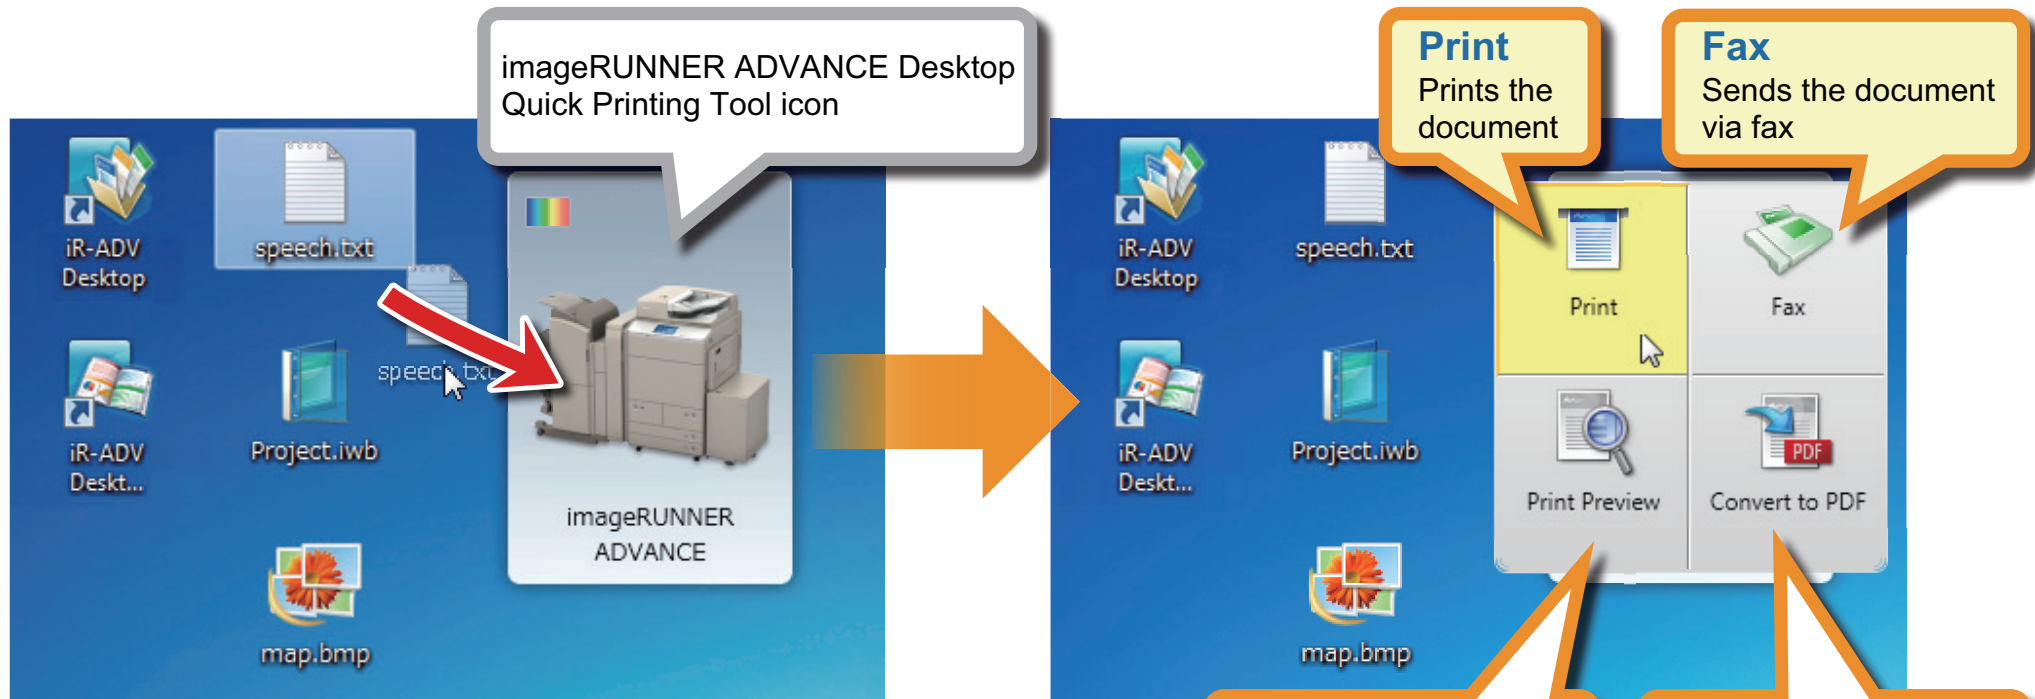 imageRUNNER ADVANCE Desktop
Quick Printing Tool icon
iR-ADV
Desktop
speech.txt
speech.txt
iR-ADV
Deskt...
Project.iwb
map.bmp
imageRUNNER
ADVANCE
Print
Prints the
document
Fax
Sends the document
via fax
iR-ADV
Desktop
speech.txt
iR-ADV
Deskt...
Project.iwb
map.bmp
Print
Fax
Print Preview
PDF
Convert to PDF